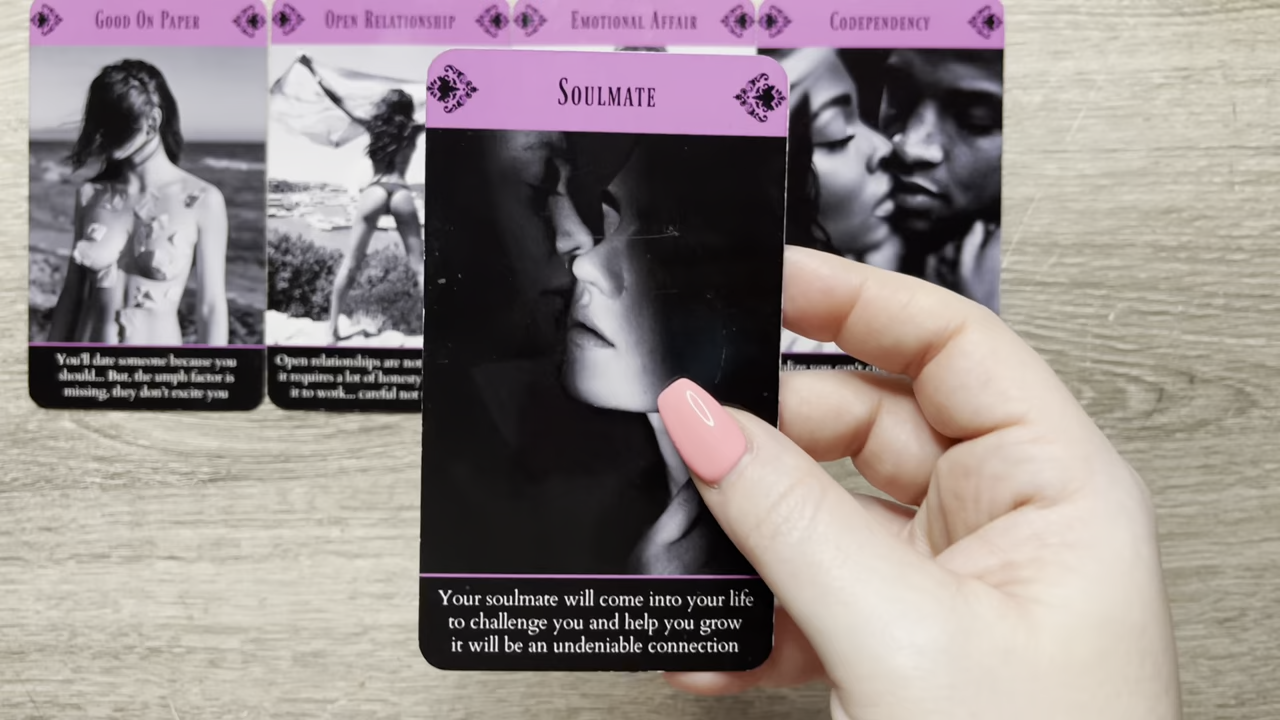 Good On Paper
Open Relationship
Emotional Affair
Codependency
Soulmate
You'll date someone because you
should... But, the umph factor is
missing, they don't excite you
Open relationships are not
it requires a lot of honesty
it to work... careful not
you can't
Your soulmate will come into your life
to challenge you and help you grow
it will be an undeniable connection